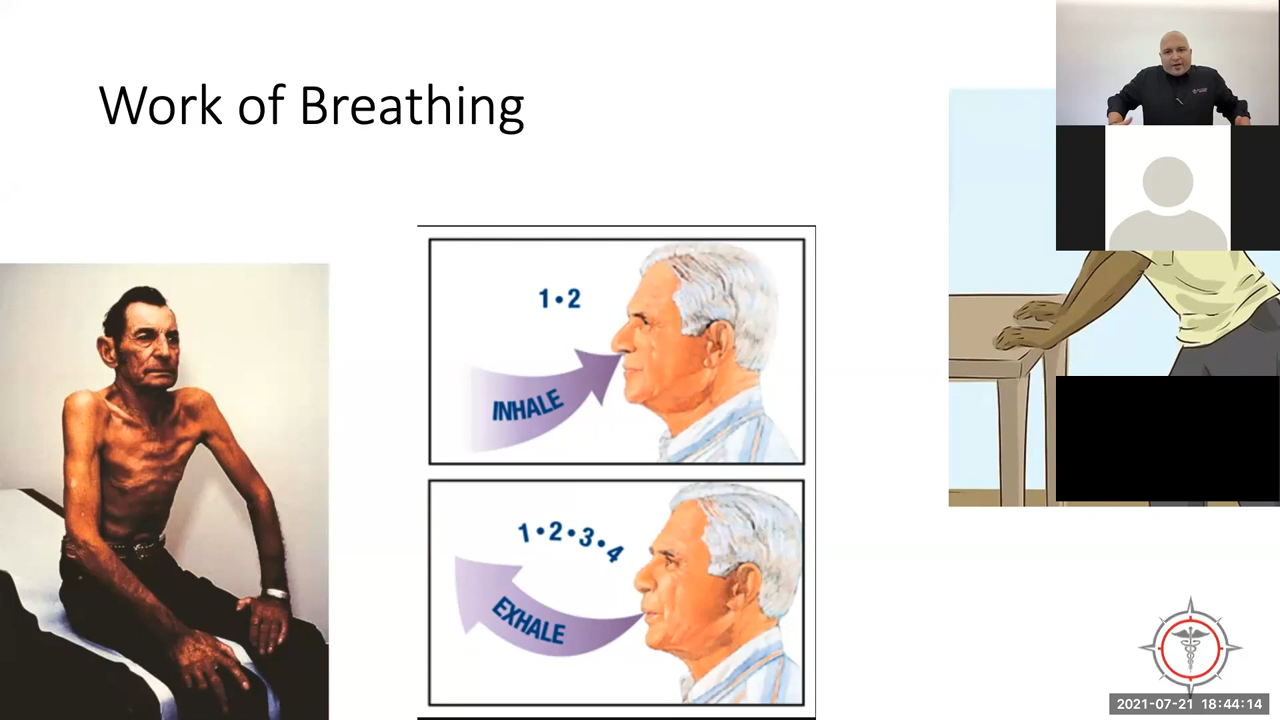 Work of Breathing
1•2
INHALE
1•2•3•4
EXHALE
2021-07-21 18:44:14